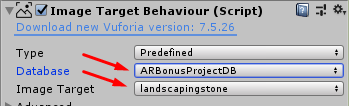 Image Target Behaviour (Script)
Download new Vuforia version: 7.5.26
Type Predefined
Database ARBonusProjectDB
Image Target landscapingstone
Advanced